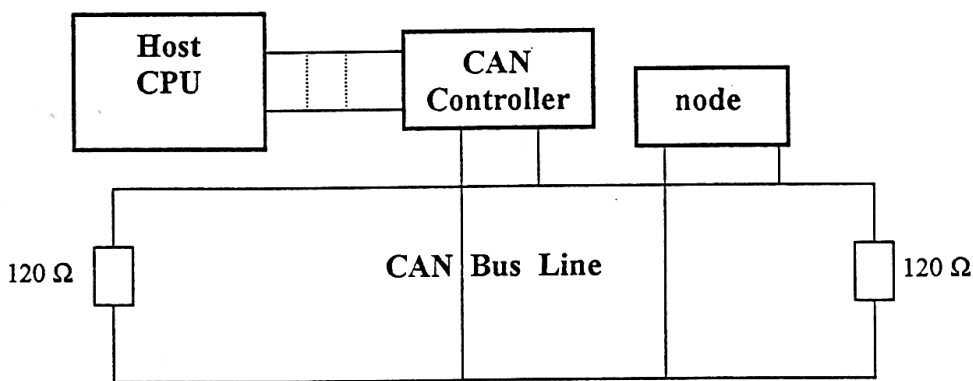 Host
CPU
CAN
Controller
node
120 Ω
CAN Bus Line
120 Ω